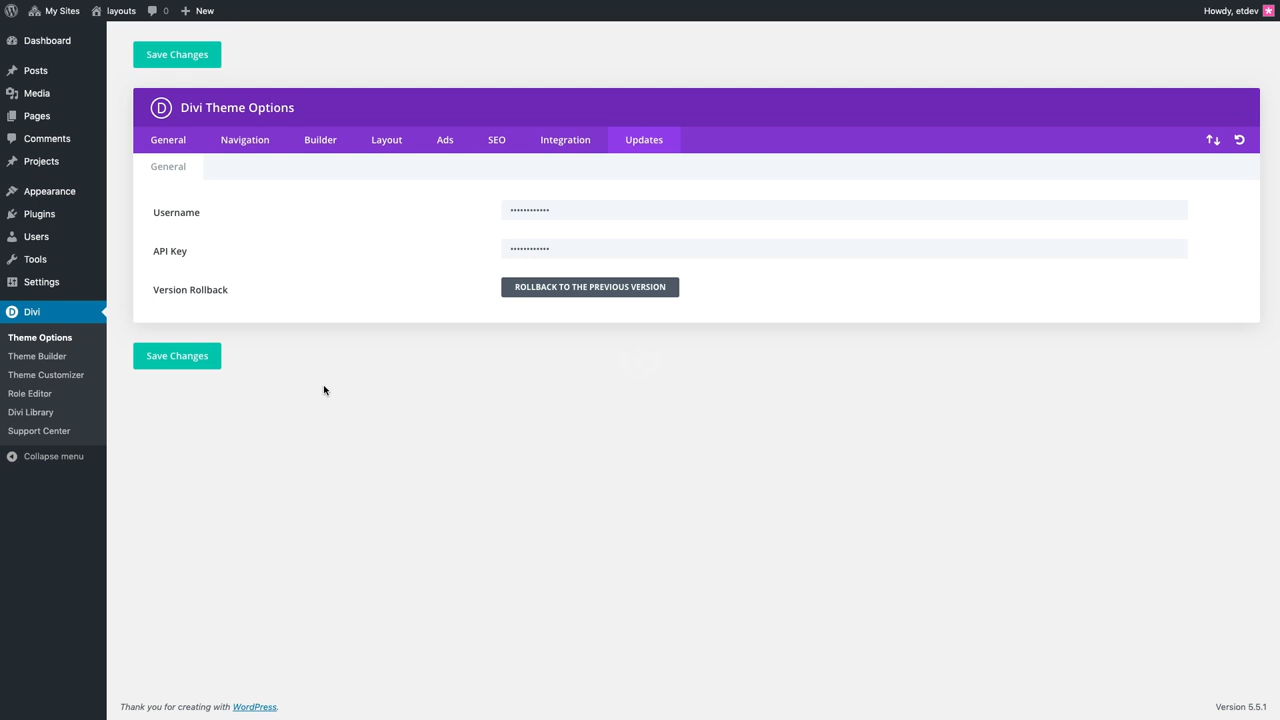 My Sites
layouts
0
New
Howdy, etdev
Dashboard
Posts
Media
Pages
Comments
Projects
Appearance
Plugins
Users
Tools
Settings
Divi
Theme Options
Theme Builder
Theme Customizer
Role Editor
Divi Library
Support Center
Collapse menu
Save Changes
D Divi Theme Options
General Navigation Builder Layout Ads SEO Integration Updates
General
Username ••••••••••••
API Key ••••••••••••
Version Rollback ROLLBACK TO THE PREVIOUS VERSION
Save Changes
Thank you for creating with WordPress.
Version 5.5.1